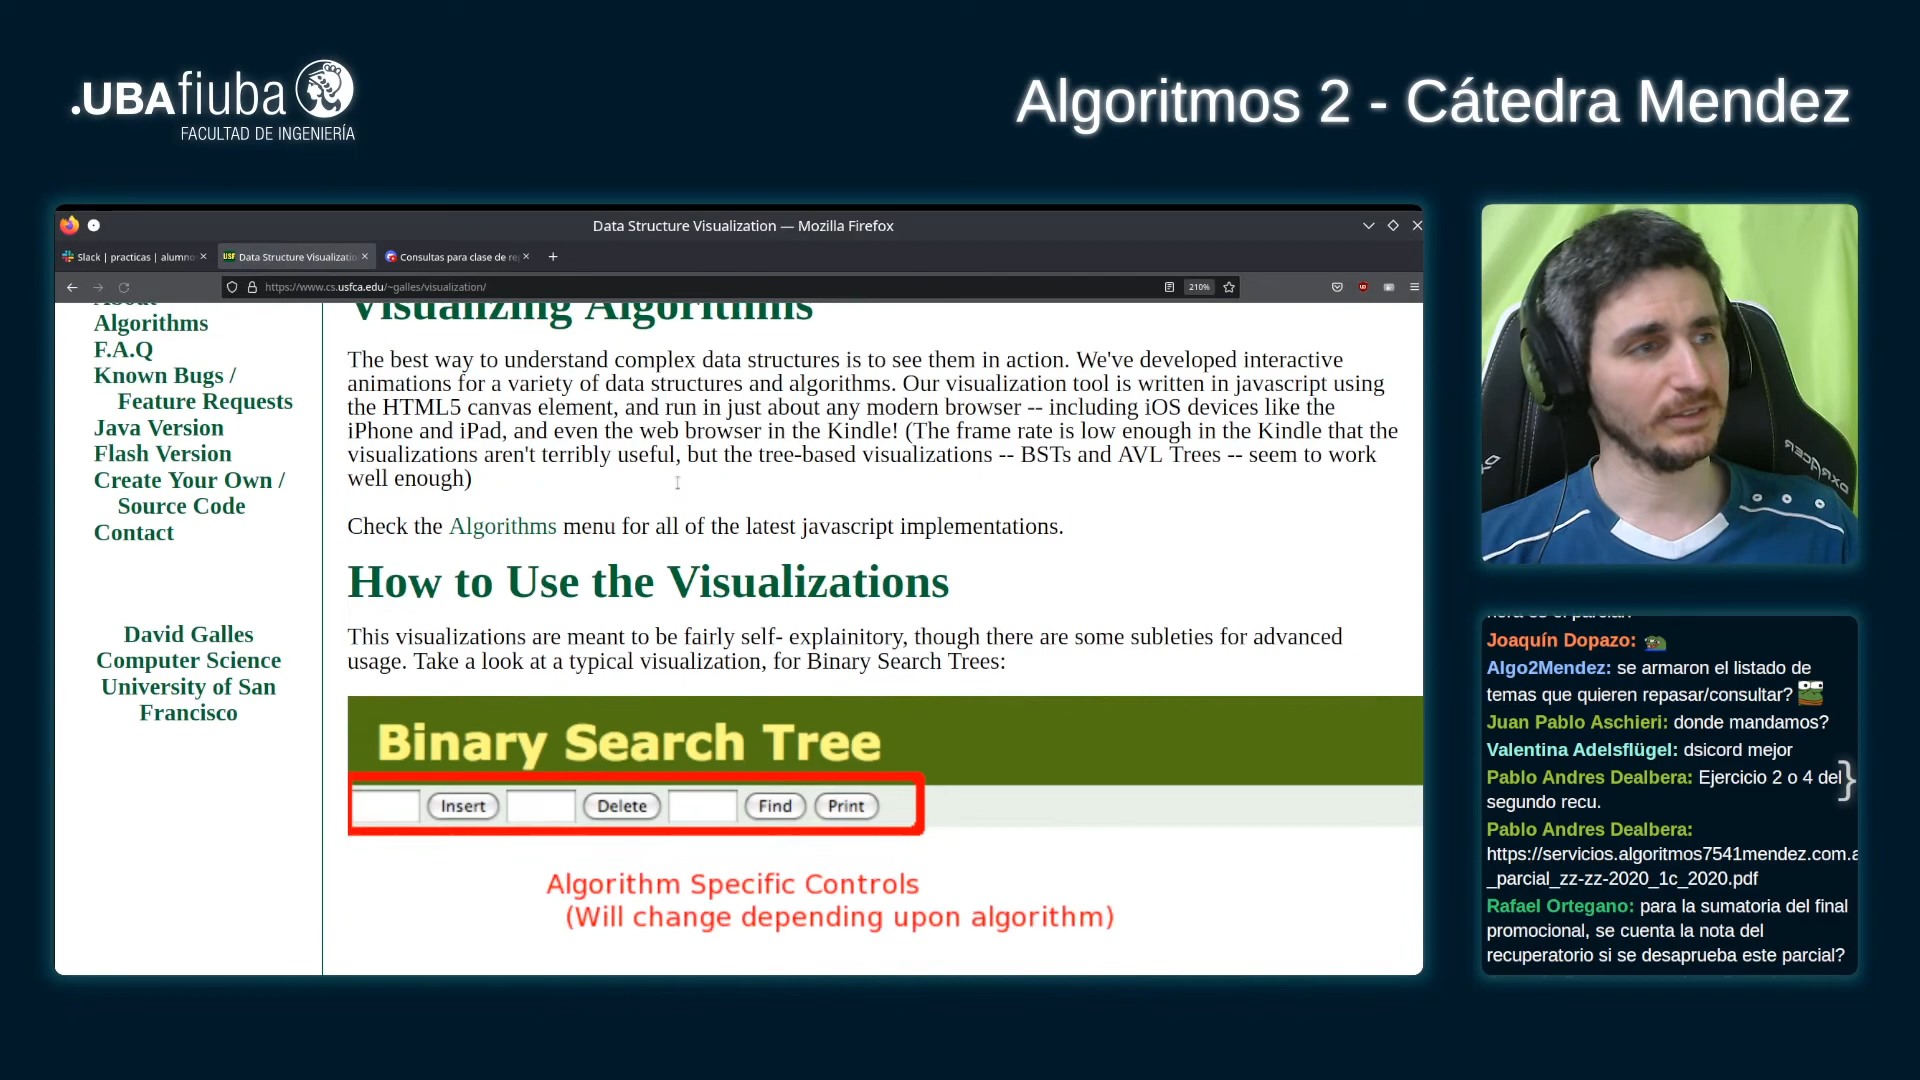 .UBAfiuba
FACULTAD DE INGENIERÍA
Algoritmos 2 - Cátedra Mendez
Data Structure Visualization — Mozilla Firefox
Slack | practicas | alumno
USF Data Structure Visualizatio
Consultas para clase de re
https://www.cs.usfca.edu/~galles/visualization/
210%
About
Algorithms
F.A.Q
Known Bugs /
Feature Requests
Java Version
Flash Version
Create Your Own /
Source Code
Contact
David Galles
Computer Science
University of San
Francisco
Visualizing Algorithms
The best way to understand complex data structures is to see them in action. We've developed interactive
animations for a variety of data structures and algorithms. Our visualization tool is written in javascript using
the HTML5 canvas element, and run in just about any modern browser -- including iOS devices like the
iPhone and iPad, and even the web browser in the Kindle! (The frame rate is low enough in the Kindle that the
visualizations aren't terribly useful, but the tree-based visualizations -- BSTs and AVL Trees -- seem to work
well enough)
Check the Algorithms menu for all of the latest javascript implementations.
How to Use the Visualizations
This visualizations are meant to be fairly self- explainitory, though there are some subleties for advanced
usage. Take a look at a typical visualization, for Binary Search Trees:
Binary Search Tree
Insert Delete Find Print
Algorithm Specific Controls
(Will change depending upon algorithm)
DXRACER
Joaquín Dopazo:
Algo2Mendez: se armaron el listado de
temas que quieren repasar/consultar?
Juan Pablo Aschieri: donde mandamos?
Valentina Adelsflügel: dsicord mejor
Pablo Andres Dealbera: Ejercicio 2 o 4 del
segundo recu.
Pablo Andres Dealbera:
https://servicios.algoritmos7541mendez.com.a
_parcial_zz-zz-2020_1c_2020.pdf
Rafael Ortegano: para la sumatoria del final
promocional, se cuenta la nota del
recuperatorio si se desaprueba este parcial?
}